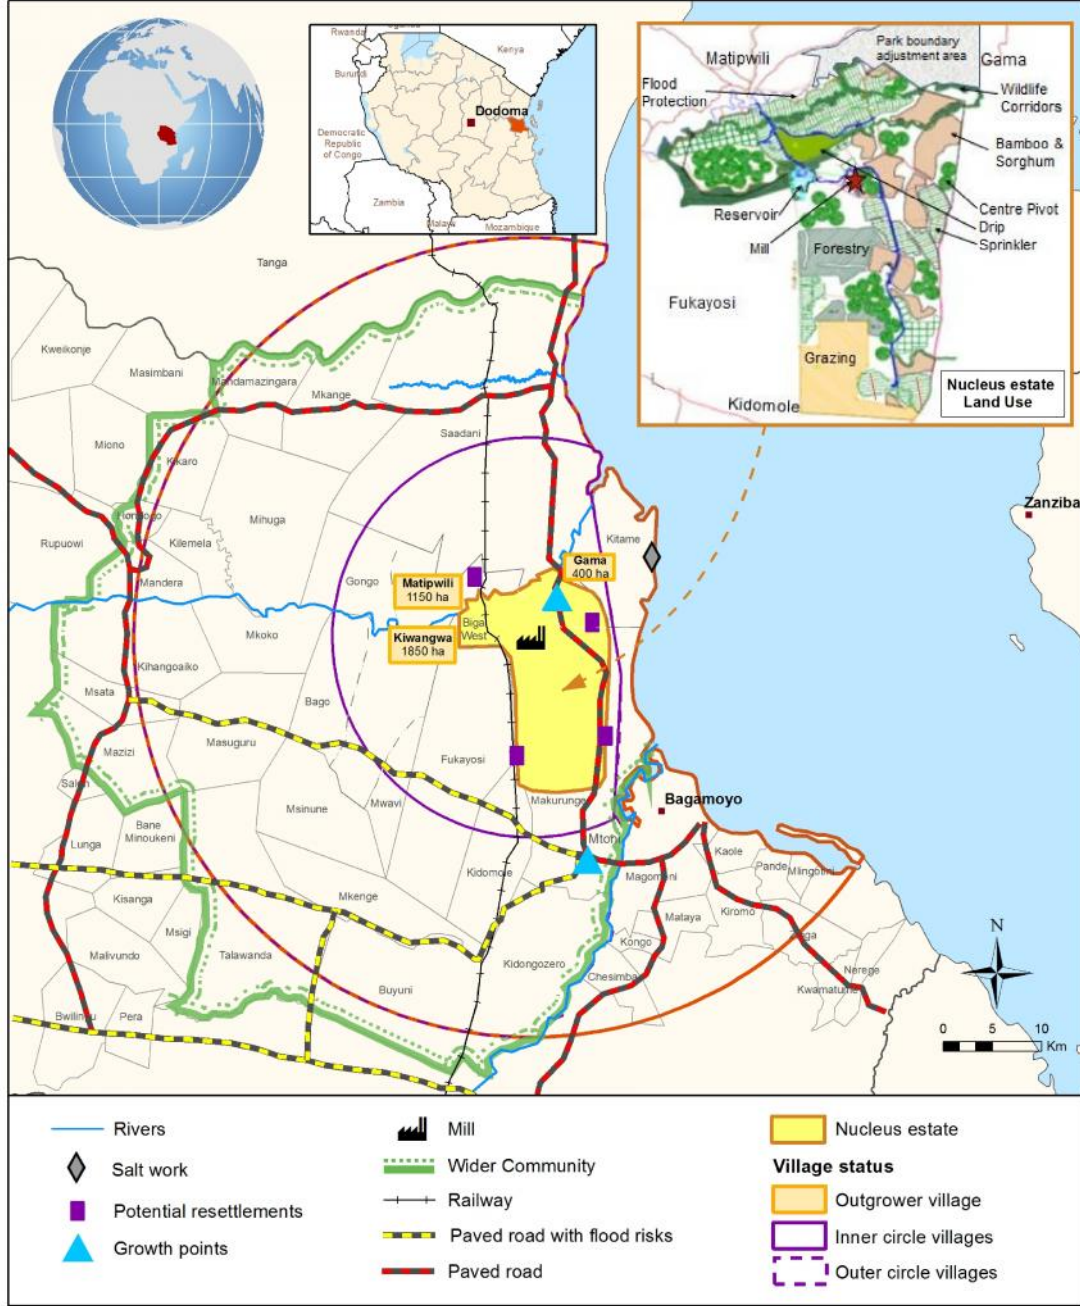 Rwanda
Kenya
Burundi
Dodoma
Democratic
Republic
of Congo
Zambia
Malawi
Mozambique
Matipwili
Park boundary
adjustment area
Gama
Flood
Protection
Wildlife
Corridors
Bamboo &
Sorghum
Reservoir
Centre Pivot
Drip
Mill
Forestry
Sprinkler
Fukayosi
Grazing
Kidomole
Nucleus estate
Land Use
Tanga
Kweikonje
Masimbani
Mandamazingara
Mkange
Saadani
Miono
Kikaro
Mihuga
Rupuowi
Kilemela
Kitame
Zanziba
Mandera
Gongo
Matipwili
1150 ha
Gama
400 ha
Mkoko
Kiwangwa
1850 ha
Biga
West
Kihangoaiko
Msata
Bago
Masuguru
Mazizi
Fukayosi
Msinune
Mwavi
Makurunge
Bagamoyo
Bane
Minoukeni
Lunga
Mtoni
Kaole
Pande
Mlingotini
Kidomole
Magomeni
Kisanga
Mkenge
Mataya
Kiromo
Msigi
Kongo
Malivundo
Talawanda
Kidongozero
Chesimba
Nerege
Kwamatume
Buyuni
Bwilingu
Pera
N
0 5 10
Km
Rivers
Salt work
Potential resettlements
Growth points
Mill
Wider Community
Railway
Paved road with flood risks
Paved road
Nucleus estate
Village status
Outgrower village
Inner circle villages
Outer circle villages